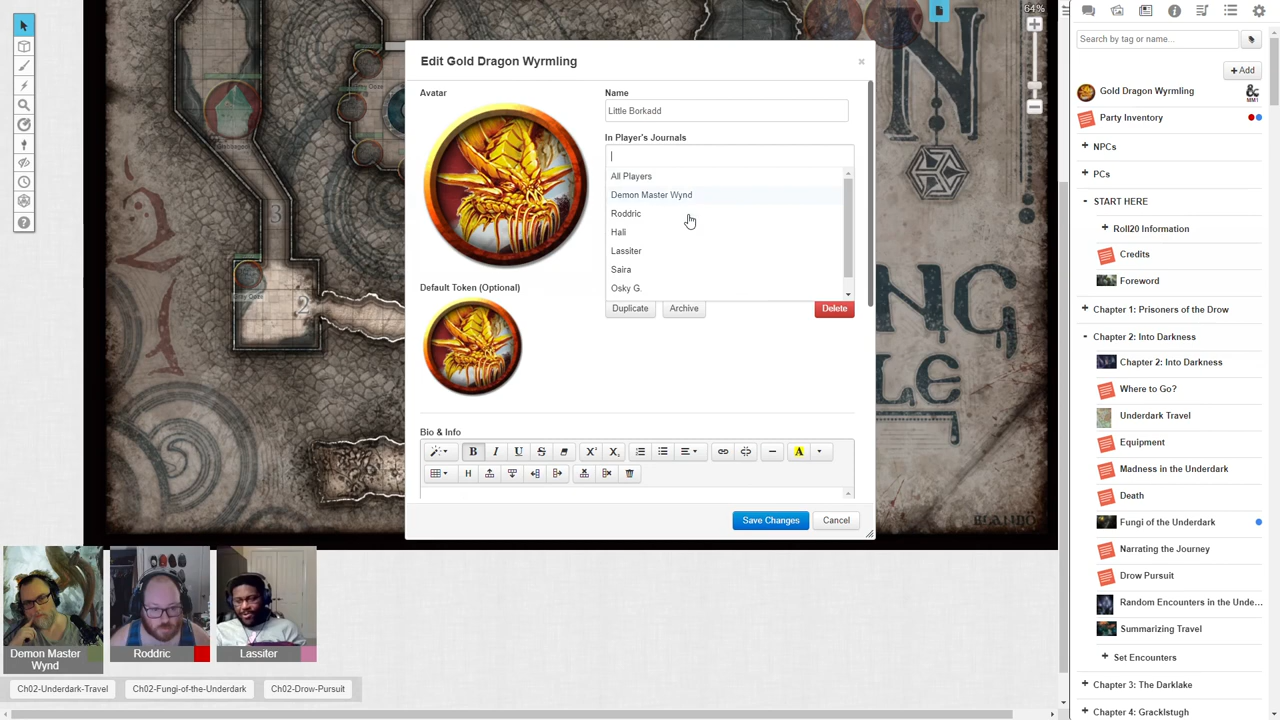 64%
Edit Gold Dragon Wyrmling
×
Avatar
Name
Little Borkadd
In Player's Journals
All Players
Demon Master Wynd
Roddric
Hali
Lassiter
Saira
Osky G.
Default Token (Optional)
Duplicate
Archive
Delete
Bio & Info
B I U S X² X₂ A
H
Save Changes
Cancel
3
2
Search by tag or name...
+ Add
Gold Dragon Wyrmling
& MM1
Party Inventory
+ NPCs
+ PCs
- START HERE
+ Roll20 Information
Credits
Foreword
+ Chapter 1: Prisoners of the Drow
- Chapter 2: Into Darkness
Chapter 2: Into Darkness
Where to Go?
Underdark Travel
Equipment
Madness in the Underdark
Death
Fungi of the Underdark
Narrating the Journey
Drow Pursuit
Random Encounters in the Unde...
Summarizing Travel
+ Set Encounters
+ Chapter 3: The Darklake
+ Chapter 4: Gracklstugh
Demon Master
Wynd
Roddric
Lassiter
Ch02-Underdark-Travel
Ch02-Fungi-of-the-Underdark
Ch02-Drow-Pursuit